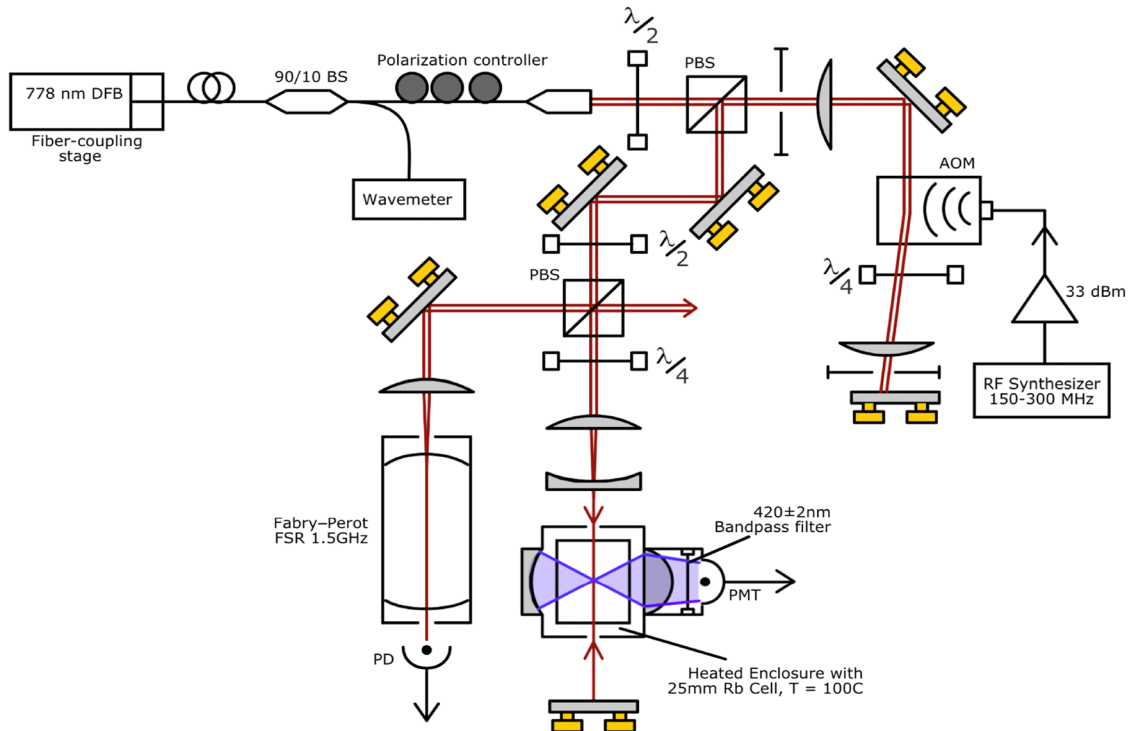 λ/2
Polarization controller
PBS
90/10 BS
778 nm DFB
Fiber-coupling
stage
AOM
Wavemeter
λ/2
PBS
λ/4
33 dBm
λ/4
RF Synthesizer
150-300 MHz
420±2nm
Bandpass filter
Fabry–Perot
FSR 1.5GHz
PMT
PD
Heated Enclosure with
25mm Rb Cell, T = 100C